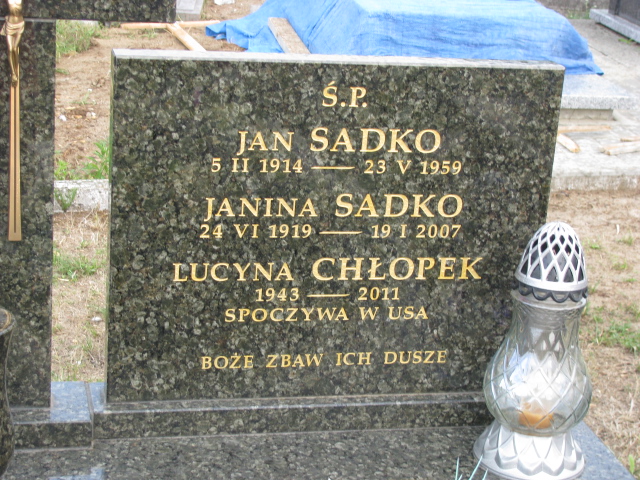 Ś.P.
JAN SADKO
5 II 1914 — 23 V 1959
JANINA SADKO
24 VI 1919 — 19 I 2007
LUCYNA CHŁOPEK
1943 — 2011
SPOCZYWA W USA
BOŻE ZBAW ICH DUSZE